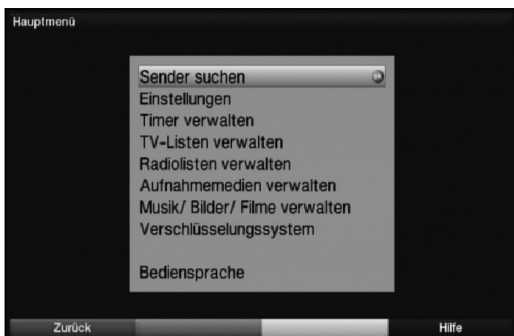 Hauptmenü
Sender suchen
Einstellungen
Timer verwalten
TV-Listen verwalten
Radiolisten verwalten
Aufnahmemedien verwalten
Musik/ Bilder/ Filme verwalten
Verschlüsselungssystem
Bediensprache
Zurück Hilfe